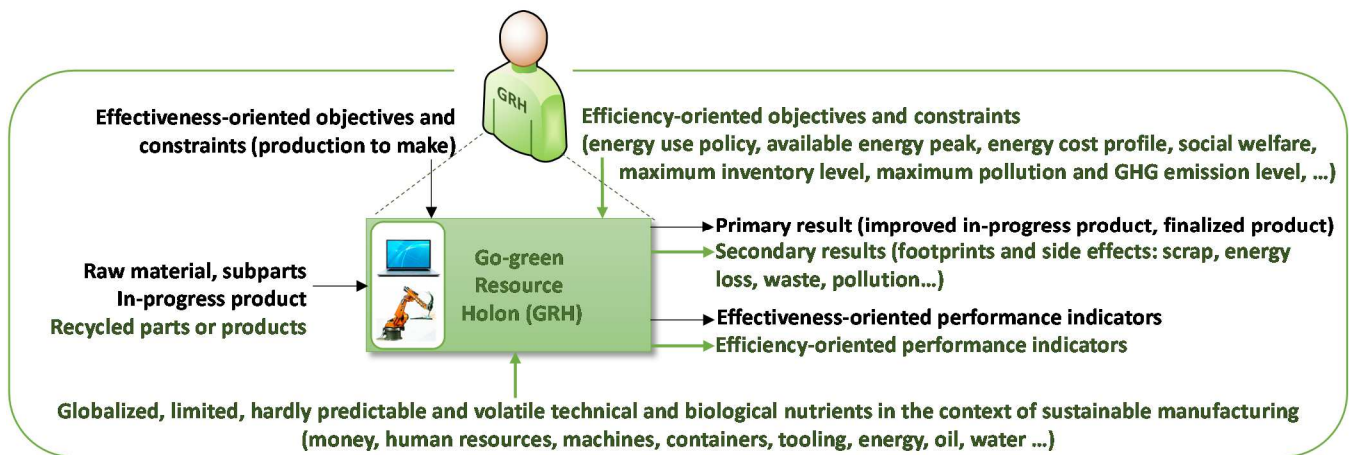 GRH
Effectiveness-oriented objectives and
constraints (production to make)
Efficiency-oriented objectives and constraints
(energy use policy, available energy peak, energy cost profile, social welfare,
maximum inventory level, maximum pollution and GHG emission level, ...)
Raw material, subparts
In-progress product
Recycled parts or products
Go-green
Resource
Holon (GRH)
Primary result (improved in-progress product, finalized product)
Secondary results (footprints and side effects: scrap, energy
loss, waste, pollution...)
Effectiveness-oriented performance indicators
Efficiency-oriented performance indicators
Globalized, limited, hardly predictable and volatile technical and biological nutrients in the context of sustainable manufacturing
(money, human resources, machines, containers, tooling, energy, oil, water ...)